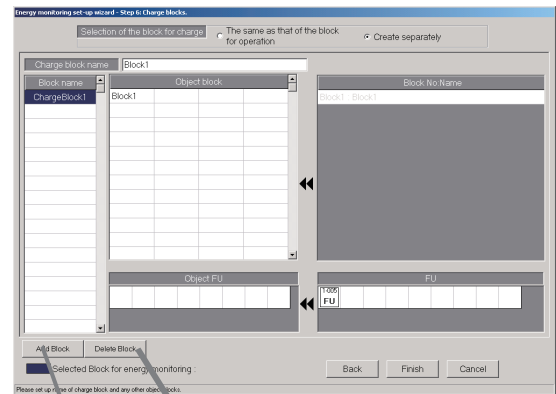 Energy monitoring set-up wizard - Step 6: Charge blocks.
Selection of the block for charge
The same as that of the block for operation
Create separately
Charge block name
Block1
Block name
Object block
Block No:Name
ChargeBlock1
Block1
Block1 Block1
Object FU
FU
1-005
FU
Add Block
Delete Block
Selected Block for energy monitoring :
Back
Finish
Cancel
Please set up name of charge block and any other object blocks.